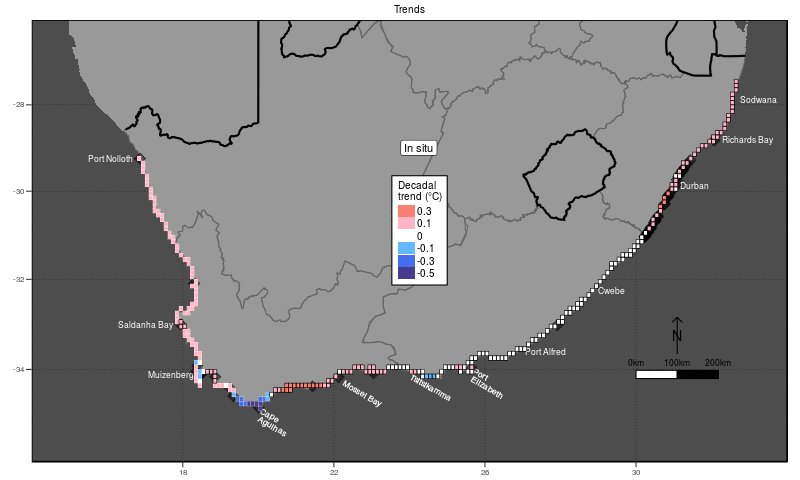 Trends
-28
-30
-32
-34
18
22
26
30
In situ
Decadal
trend (°C)
0.3
0.1
0
-0.1
-0.3
-0.5
Sodwana
Richards Bay
Port Nolloth
Durban
Cwebe
Saldanha Bay
Port Alfred
Muizenberg
Mossel Bay
Tsitsikamma
Port
Elizabeth
Cape
Agulhas
N
0km 100km 200km